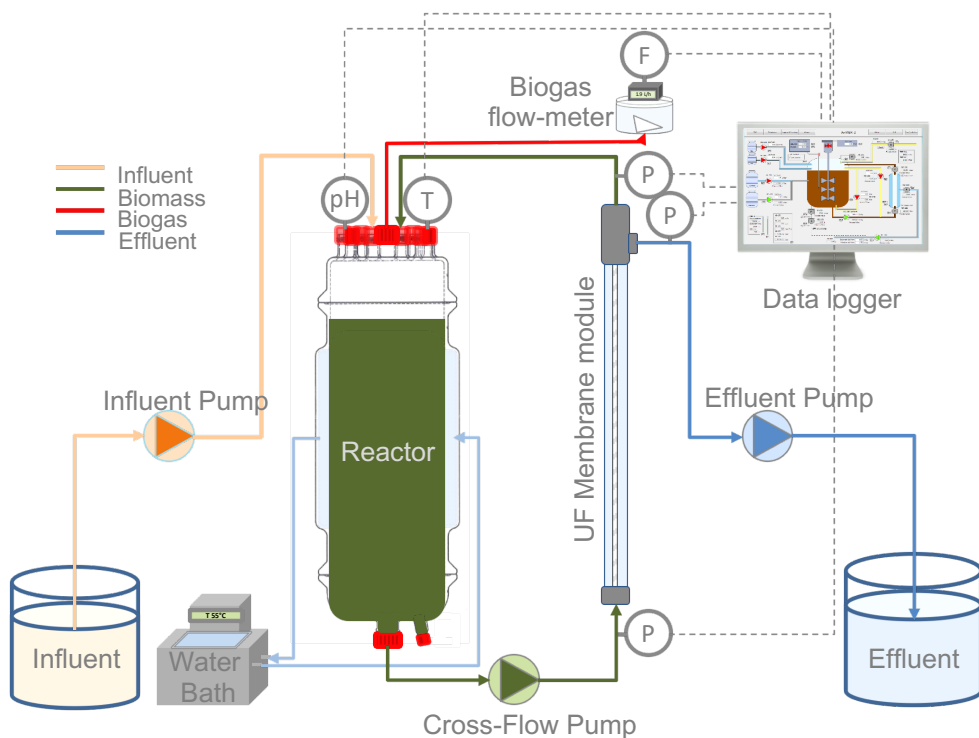 F
19 l/h
Biogas
flow-meter
Influent
Biomass
Biogas
Effluent
pH
T
P
P
Data logger
UF Membrane module
Influent Pump
Effluent Pump
Reactor
T 55°C
Influent
Water
Bath
P
Effluent
Cross-Flow Pump